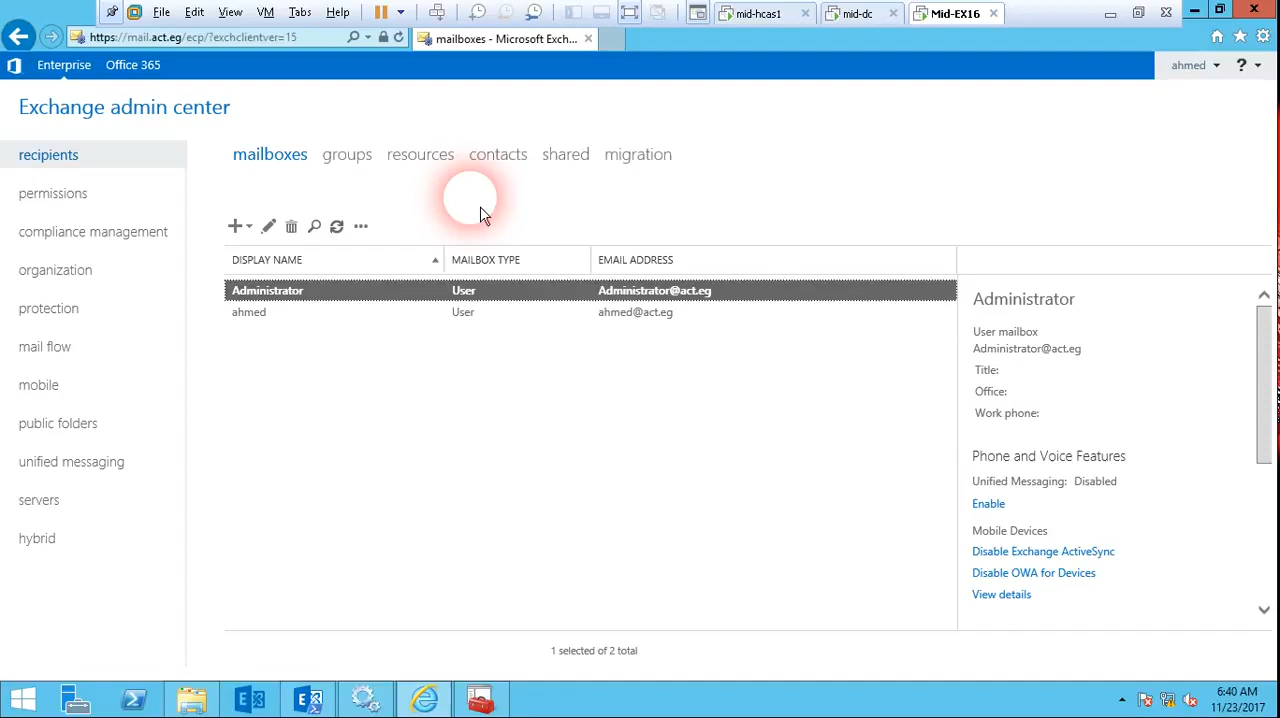 File Edit View VM Tabs Help mid-hcas1 mid-dc Mid-EX16
https://mail.act.eg/ecp/?exchclientver=15 mailboxes - Microsoft Exch...
Enterprise Office 365 ahmed ?
Exchange admin center
recipients
permissions
compliance management
organization
protection
mail flow
mobile
public folders
unified messaging
servers
hybrid
mailboxes groups resources contacts shared migration
DISPLAY NAME MAILBOX TYPE EMAIL ADDRESS
Administrator User Administrator@act.eg
ahmed User ahmed@act.eg
1 selected of 2 total
Administrator
User mailbox
Administrator@act.eg
Title:
Office:
Work phone:
Phone and Voice Features
Unified Messaging: Disabled
Enable
Mobile Devices
Disable Exchange ActiveSync
Disable OWA for Devices
View details
6:40 AM
11/23/2017